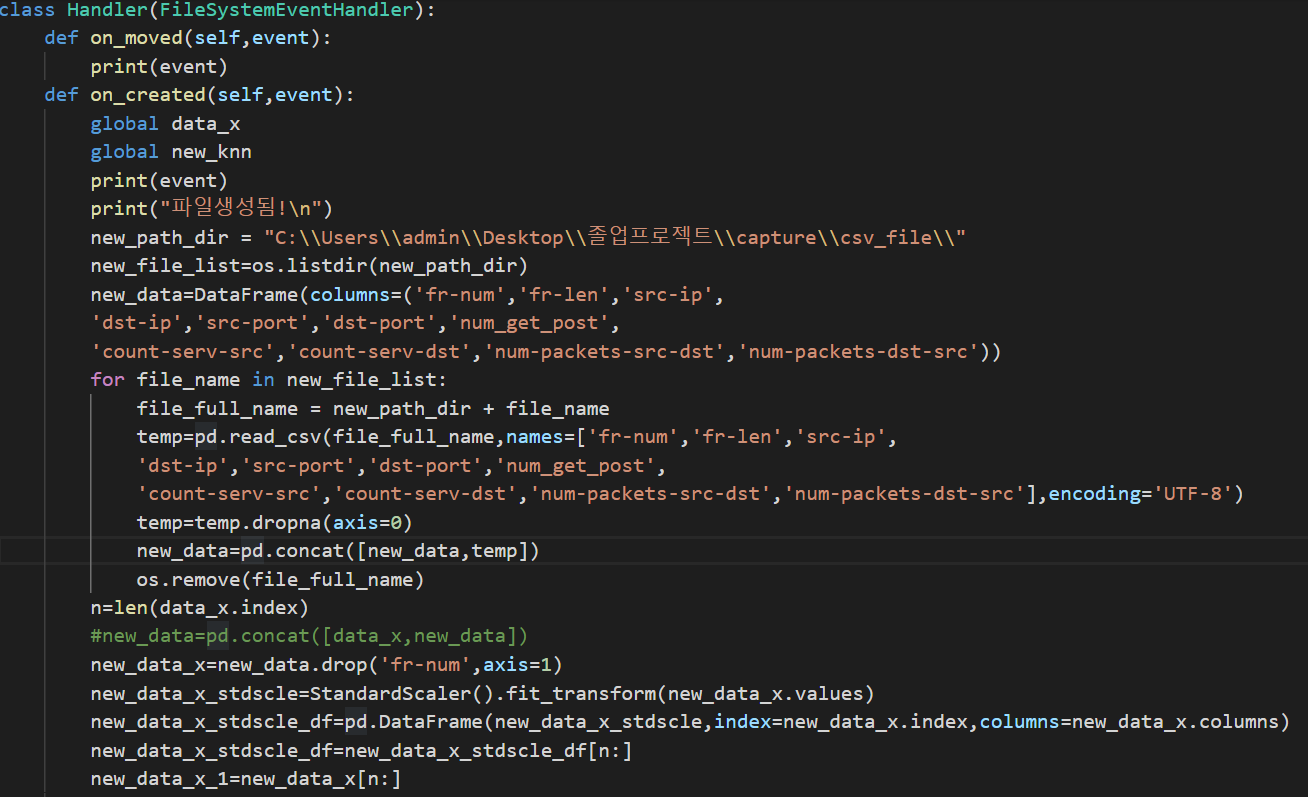 class Handler(FileSystemEventHandler):
    def on_moved(self,event):
        print(event)
    def on_created(self,event):
        global data_x
        global new_knn
        print(event)
        print("파일생성됨!\n")
        new_path_dir = "C:\\Users\\admin\\Desktop\\졸업프로젝트\\capture\\csv_file\\"
        new_file_list=os.listdir(new_path_dir)
        new_data=DataFrame(columns=('fr-num','fr-len','src-ip',
        'dst-ip','src-port','dst-port','num_get_post',
        'count-serv-src','count-serv-dst','num-packets-src-dst','num-packets-dst-src'))
        for file_name in new_file_list:
            file_full_name = new_path_dir + file_name
            temp=pd.read_csv(file_full_name,names=['fr-num','fr-len','src-ip',
            'dst-ip','src-port','dst-port','num_get_post',
            'count-serv-src','count-serv-dst','num-packets-src-dst','num-packets-dst-src'],encoding='UTF-8')
            temp=temp.dropna(axis=0)
            new_data=pd.concat([new_data,temp])
            os.remove(file_full_name)
        n=len(data_x.index)
        #new_data=pd.concat([data_x,new_data])
        new_data_x=new_data.drop('fr-num',axis=1)
        new_data_x_stdscle=StandardScaler().fit_transform(new_data_x.values)
        new_data_x_stdscle_df=pd.DataFrame(new_data_x_stdscle,index=new_data_x.index,columns=new_data_x.columns)
        new_data_x_stdscle_df=new_data_x_stdscle_df[n:]
        new_data_x_1=new_data_x[n:]